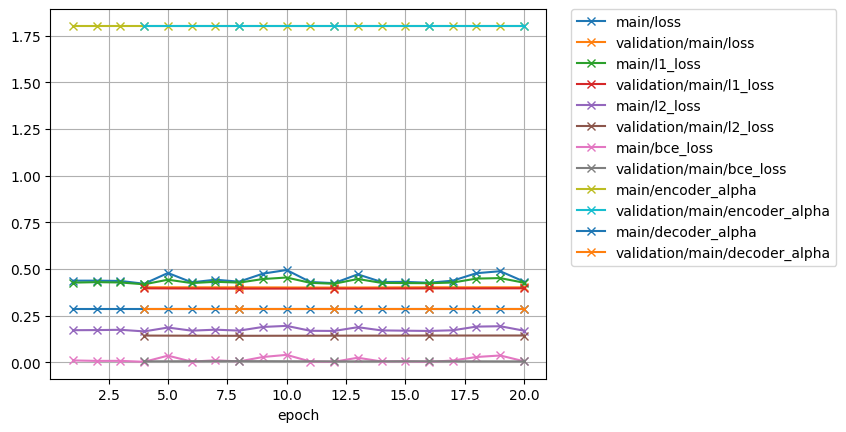 1.75
1.50
1.25
1.00
0.75
0.50
0.25
0.00
2.5 5.0 7.5 10.0 12.5 15.0 17.5 20.0
epoch
main/loss
validation/main/loss
main/l1_loss
validation/main/l1_loss
main/l2_loss
validation/main/l2_loss
main/bce_loss
validation/main/bce_loss
main/encoder_alpha
validation/main/encoder_alpha
main/decoder_alpha
validation/main/decoder_alpha